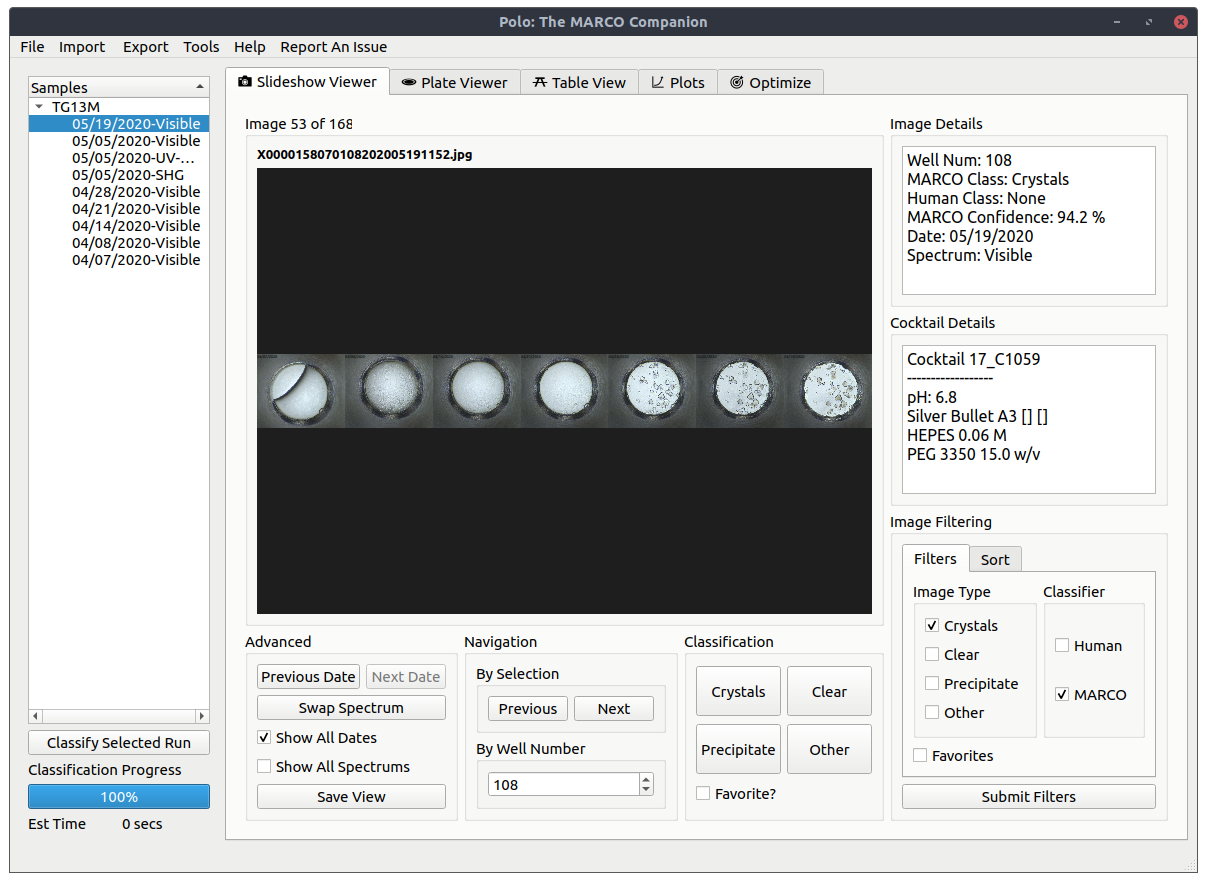 Polo: The MARCO Companion
File Import Export Tools Help Report An Issue
Samples
TG13M
05/19/2020-Visible
05/05/2020-Visible
05/05/2020-UV-...
05/05/2020-SHG
04/28/2020-Visible
04/21/2020-Visible
04/14/2020-Visible
04/08/2020-Visible
04/07/2020-Visible
Classify Selected Run
Classification Progress
100%
Est Time 0 secs
Slideshow Viewer Plate Viewer Table View Plots Optimize
Image 53 of 168
X0000158070108202005191152.jpg
Advanced
Previous Date Next Date
Swap Spectrum
Show All Dates
Show All Spectrums
Save View
Navigation
By Selection
Previous Next
By Well Number
108
Classification
Crystals Clear
Precipitate Other
Favorite?
Image Details
Well Num: 108
MARCO Class: Crystals
Human Class: None
MARCO Confidence: 94.2 %
Date: 05/19/2020
Spectrum: Visible
Cocktail Details
Cocktail 17_C1059
------------------
pH: 6.8
Silver Bullet A3 [] []
HEPES 0.06 M
PEG 3350 15.0 w/v
Image Filtering
Filters Sort
Image Type
Crystals
Clear
Precipitate
Other
Classifier
Human
MARCO
Favorites
Submit Filters